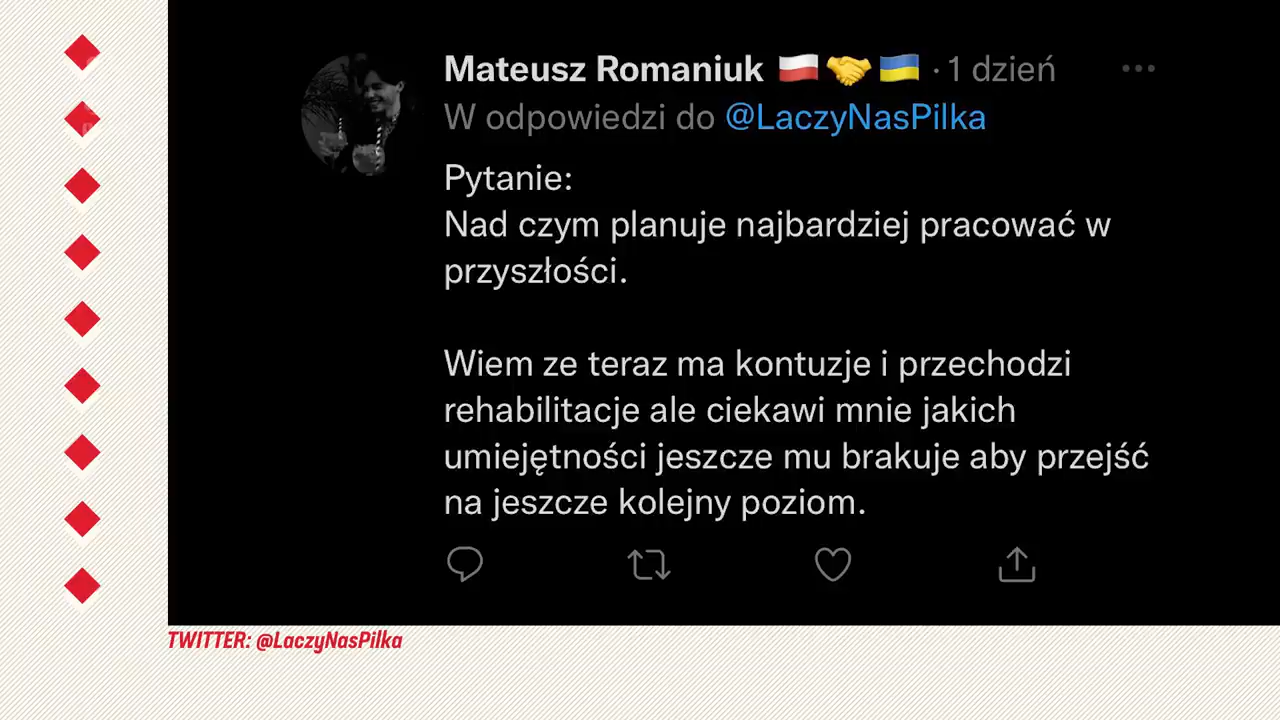 Mateusz Romaniuk 🇵🇱🤝🇺🇦 · 1 dzień
W odpowiedzi do @LaczyNasPilka
Pytanie:
Nad czym planuje najbardziej pracować w
przyszłości.
Wiem ze teraz ma kontuzje i przechodzi
rehabilitacje ale ciekawi mnie jakich
umiejętności jeszcze mu brakuje aby przejść
na jeszcze kolejny poziom.
TWITTER: @LaczyNasPilka